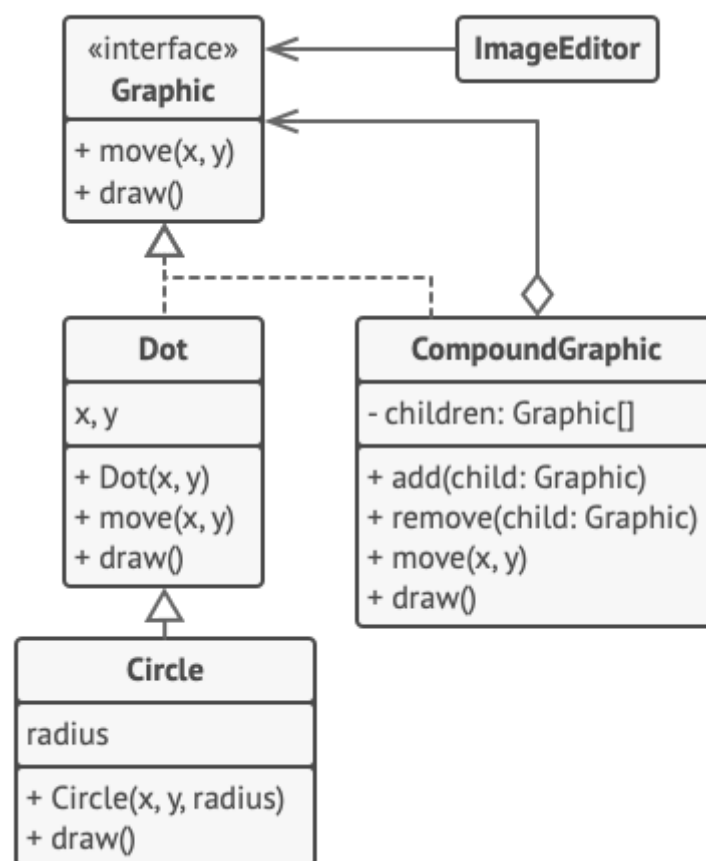 «interface»
Graphic
+ move(x, y)
+ draw()
ImageEditor
Dot
x, y
+ Dot(x, y)
+ move(x, y)
+ draw()
CompoundGraphic
- children: Graphic[]
+ add(child: Graphic)
+ remove(child: Graphic)
+ move(x, y)
+ draw()
Circle
radius
+ Circle(x, y, radius)
+ draw()